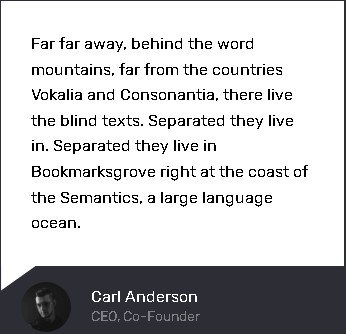 Far far away, behind the word
mountains, far from the countries
Vokalia and Consonantia, there live
the blind texts. Separated they live
in. Separated they live in
Bookmarksgrove right at the coast of
the Semantics, a large language
ocean.
Carl Anderson
CEO, Co-Founder